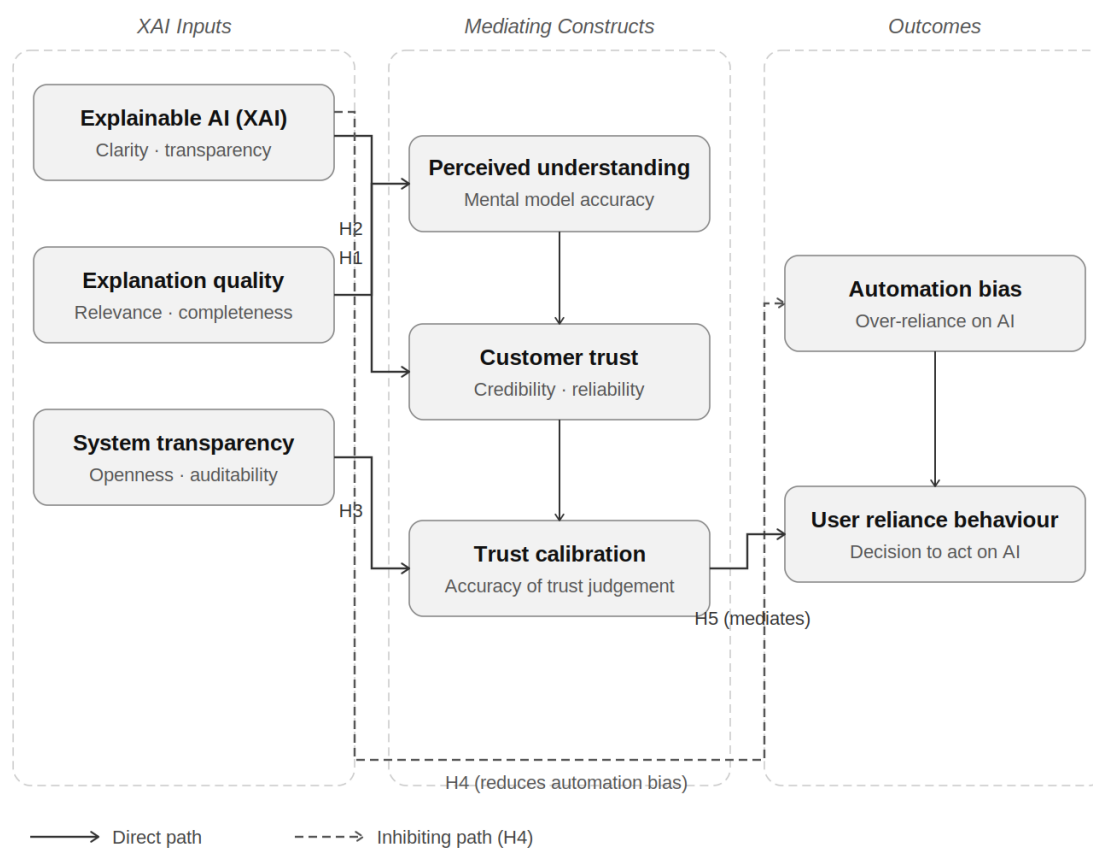 XAI Inputs
Mediating Constructs
Outcomes
Explainable AI (XAI)
Clarity · transparency
Perceived understanding
Mental model accuracy
H2
H1
Explanation quality
Relevance · completeness
Automation bias
Over-reliance on AI
Customer trust
Credibility · reliability
System transparency
Openness · auditability
H3
User reliance behaviour
Decision to act on AI
Trust calibration
Accuracy of trust judgement
H5 (mediates)
H4 (reduces automation bias)
Direct path
Inhibiting path (H4)